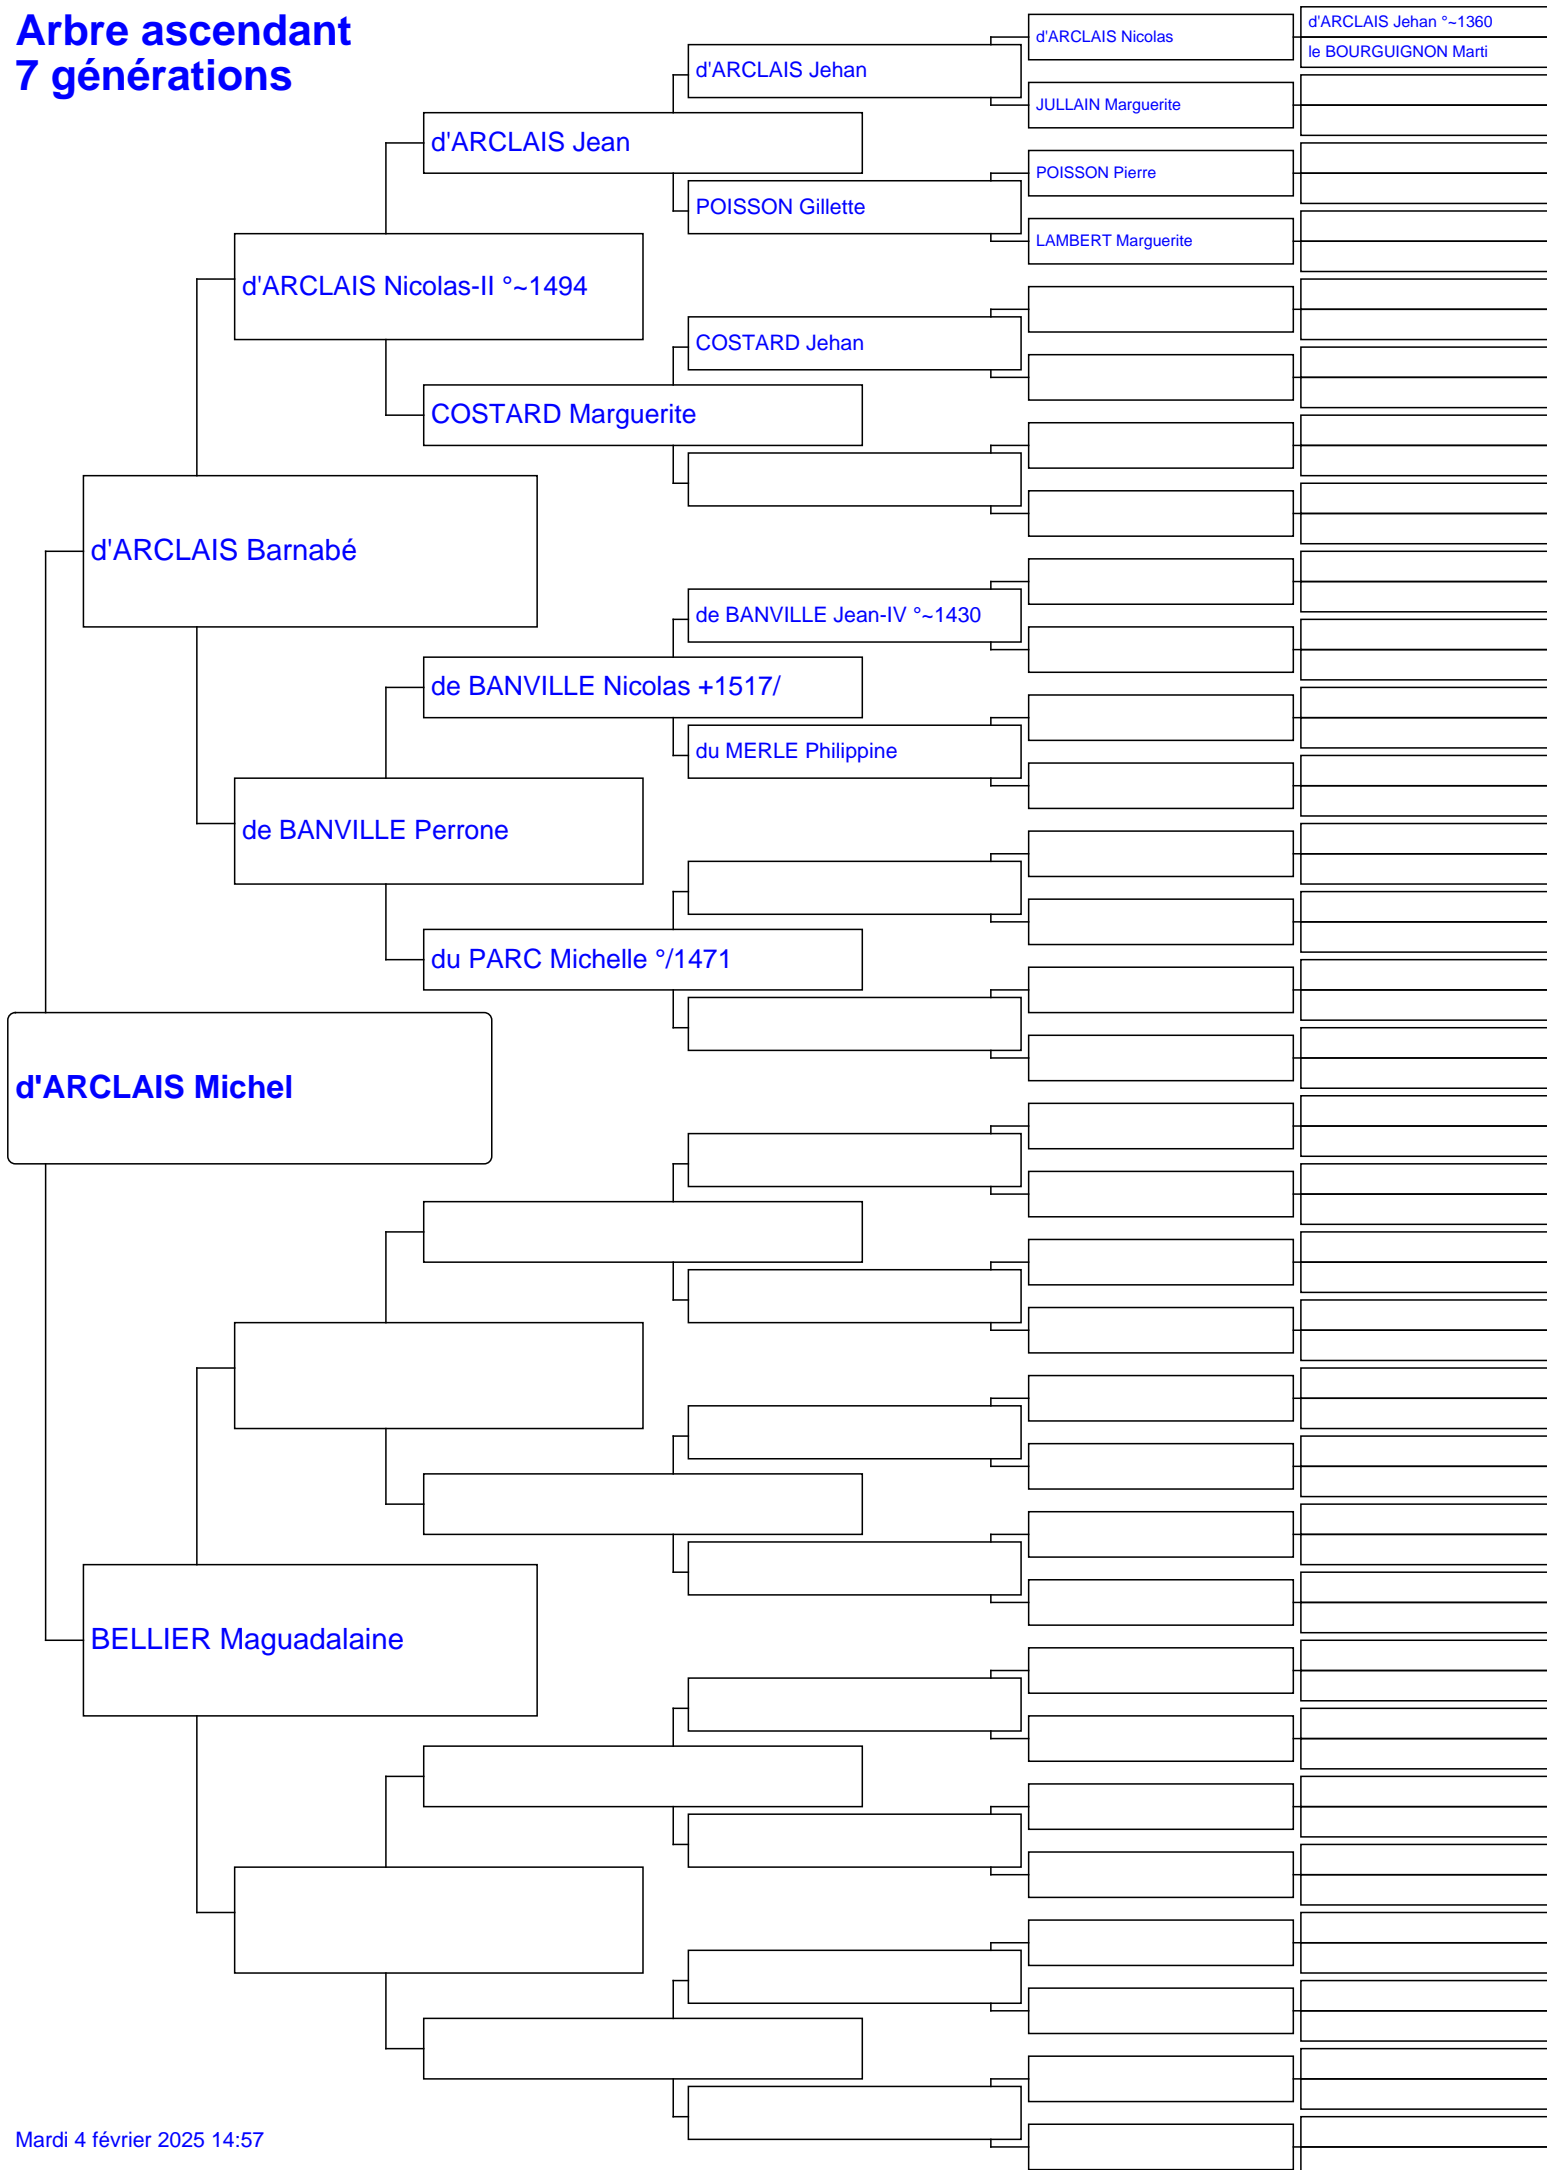 Arbre ascendant
7 générations
d'ARCLAIS Jehan °~1360
d'ARCLAIS Nicolas
le BOURGUIGNON Marti
d'ARCLAIS Jehan
JULLAIN Marguerite
d'ARCLAIS Jean
POISSON Pierre
POISSON Gillette
LAMBERT Marguerite
d'ARCLAIS Nicolas-II °~1494
COSTARD Jehan
COSTARD Marguerite
d'ARCLAIS Barnabé
de BANVILLE Jean-IV °~1430
de BANVILLE Nicolas +1517/
du MERLE Philippine
de BANVILLE Perrone
du PARC Michelle °/1471
d'ARCLAIS Michel
BELLIER Maguadalaine
Mardi 4 février 2025 14:57